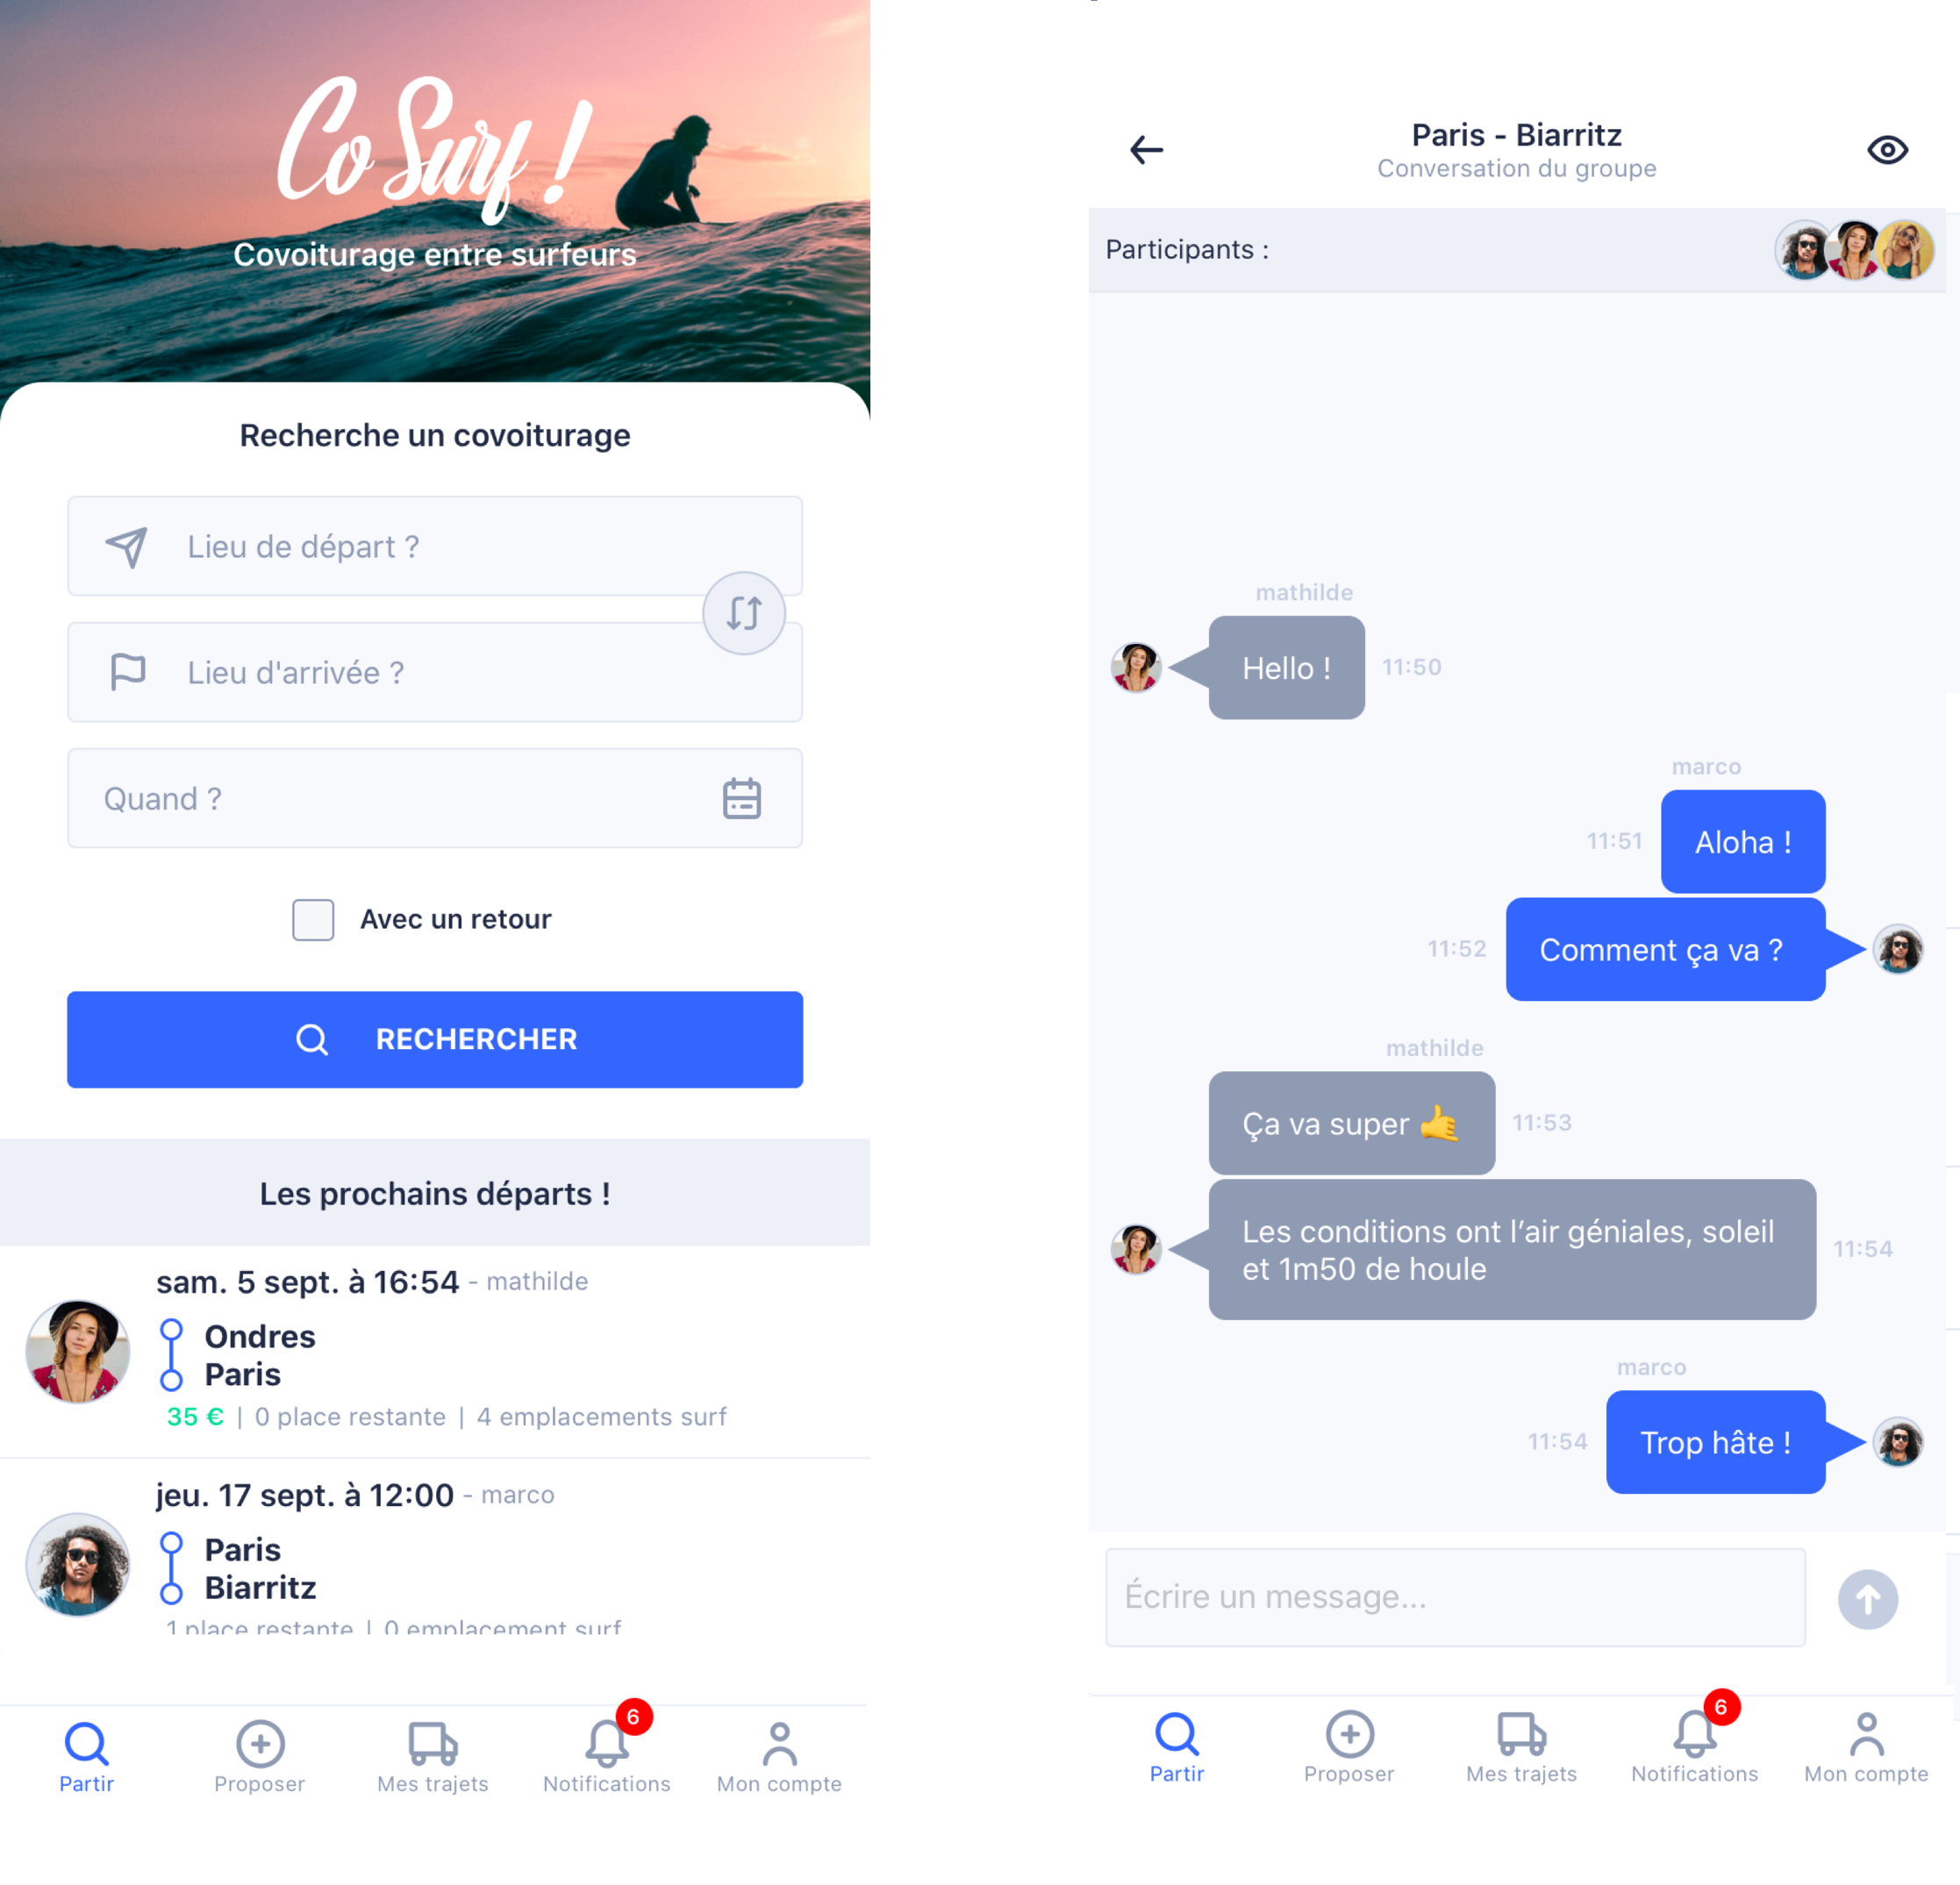 Co Surf !
Covoiturage entre surfeurs
Recherche un covoiturage
Lieu de départ ?
Lieu d'arrivée ?
Quand ?
Avec un retour
RECHERCHER
Les prochains départs !
sam. 5 sept. à 16:54 - mathilde
Ondres
Paris
35 € | 0 place restante | 4 emplacements surf
jeu. 17 sept. à 12:00 - marco
Paris
Biarritz
1 place restante | 0 emplacement surf
Partir
Proposer
Mes trajets
6
Notifications
Mon compte
Paris - Biarritz
Conversation du groupe
Participants :
mathilde
Hello !
11:50
marco
11:51
Aloha !
11:52
Comment ça va ?
mathilde
Ça va super 🤙
11:53
Les conditions ont l’air géniales, soleil
et 1m50 de houle
11:54
marco
11:54
Trop hâte !
Écrire un message...
Partir
Proposer
Mes trajets
6
Notifications
Mon compte